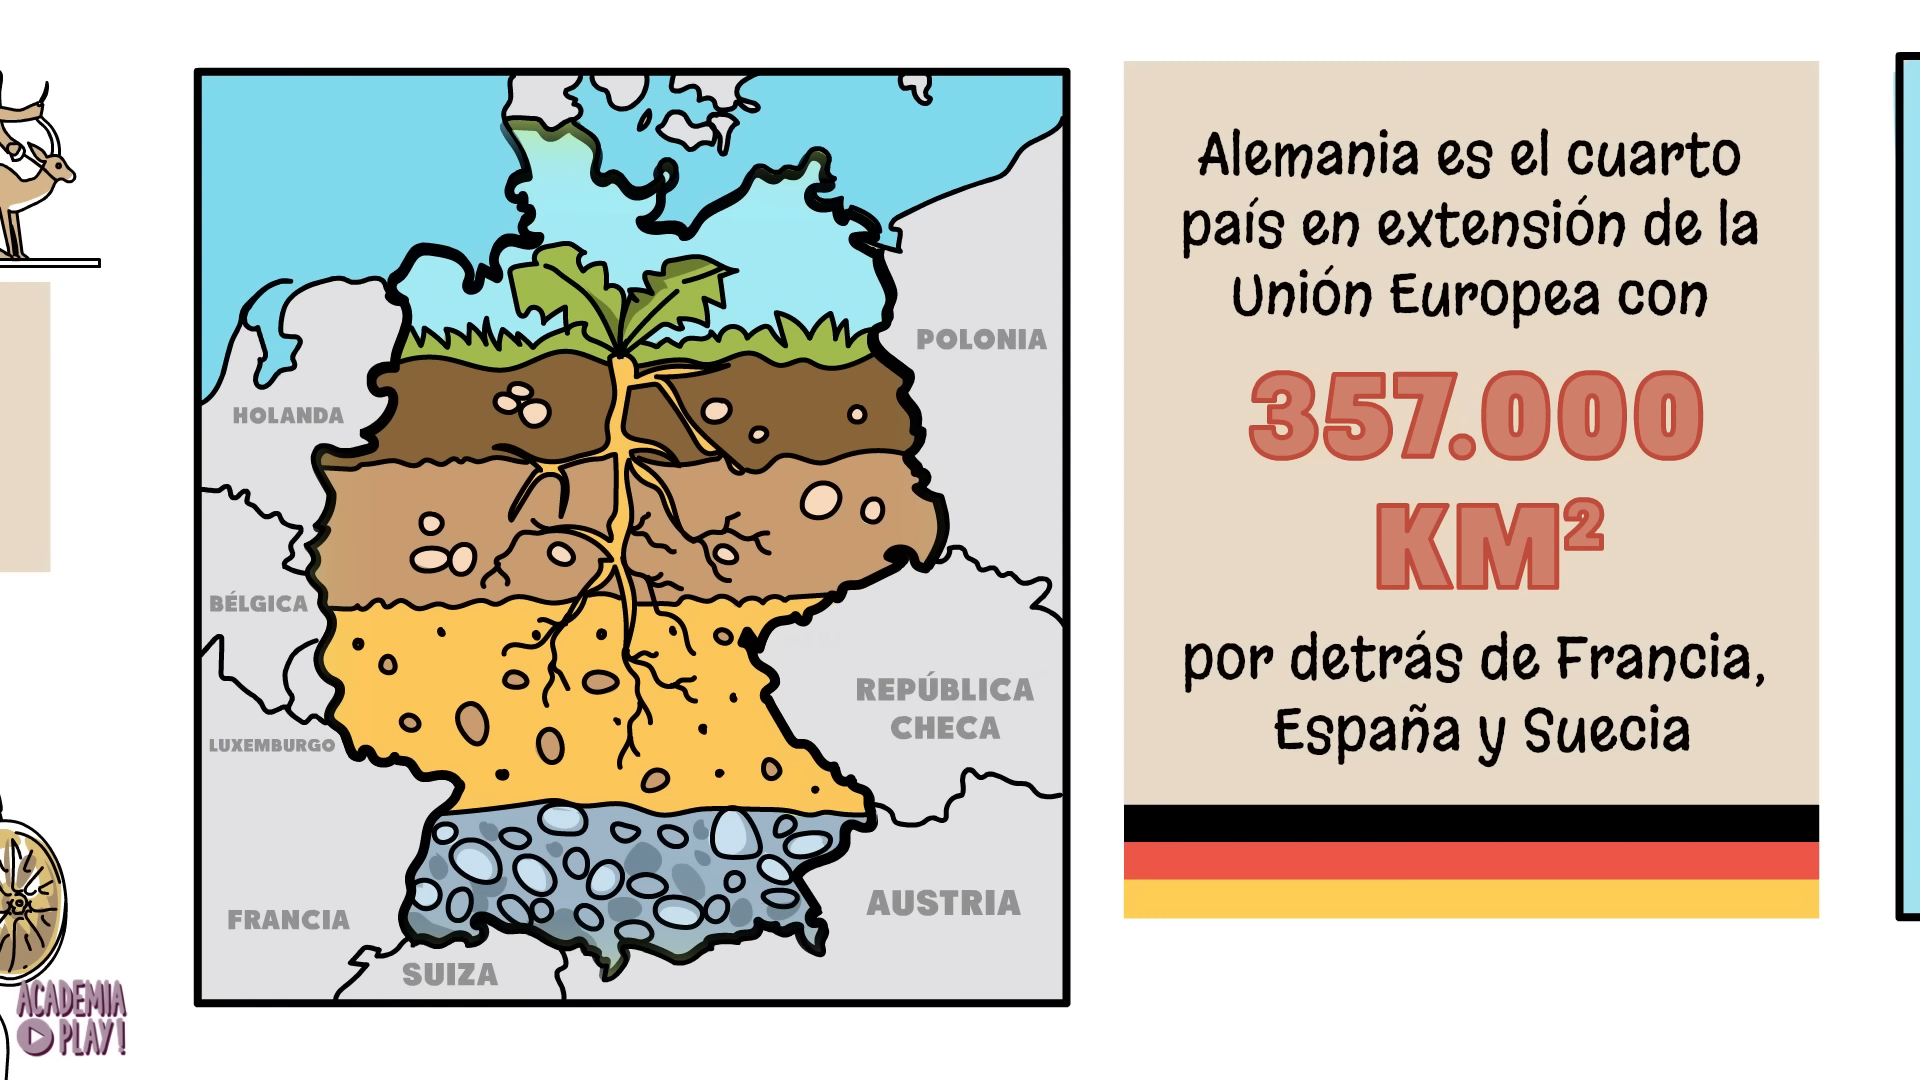 POLONIA
HOLANDA
BÉLGICA
REPÚBLICA
CHECA
LUXEMBURGO
AUSTRIA
FRANCIA
SUIZA
Alemania es el cuarto
país en extensión de la
Unión Europea con
357.000
KM²
por detrás de Francia,
España y Suecia
ACADEMIA
PLAY!